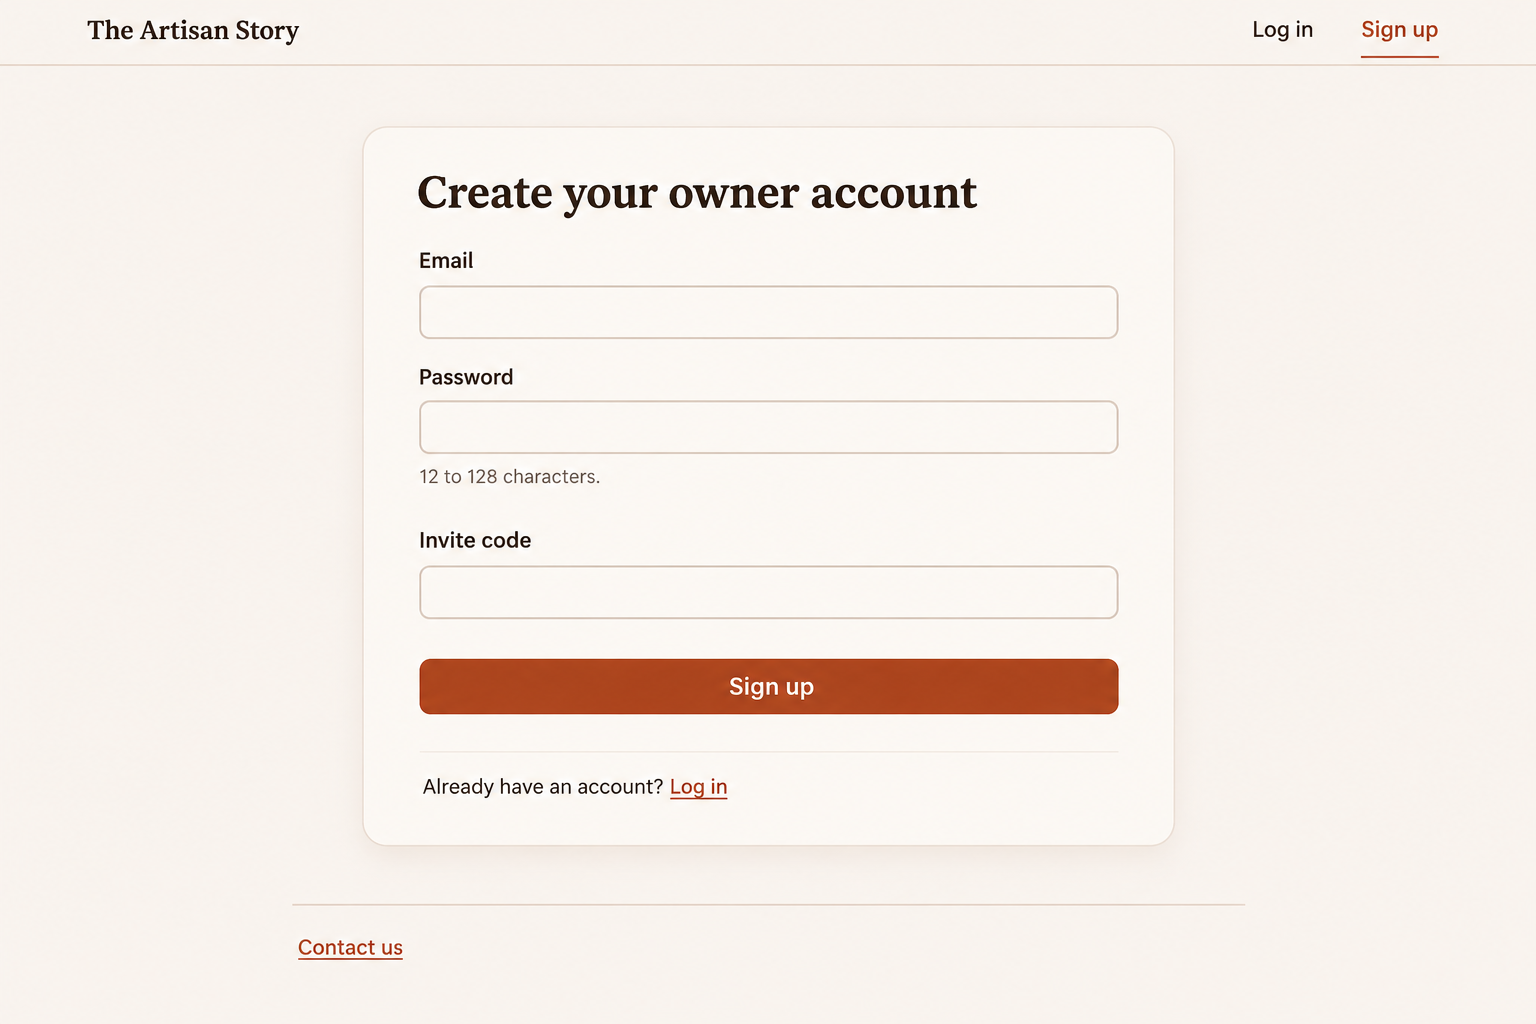 The Artisan Story
Log in
Sign up
Create your owner account
Email
Password
12 to 128 characters.
Invite code
Sign up
Already have an account? Log in
Contact us